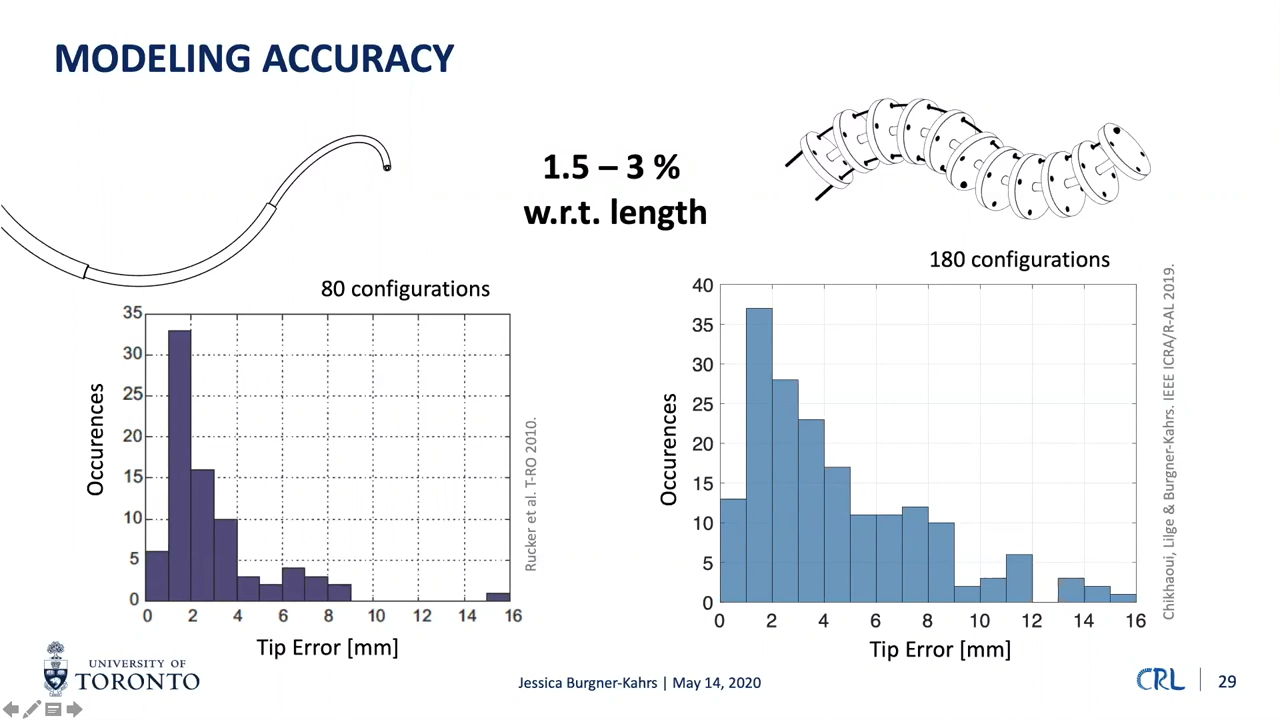 MODELING ACCURACY
1.5 – 3 %
w.r.t. length
80 configurations
35
30
25
20
15
10
5
0
Occurences
0 2 4 6 8 10 12 14 16
Tip Error [mm]
Rucker et al. T-RO 2010.
180 configurations
40
35
30
25
20
15
10
5
0
Occurences
0 2 4 6 8 10 12 14 16
Tip Error [mm]
Chikhaoui, Lilge & Burgner-Kahrs. IEEE ICRA/R-AL 2019.
UNIVERSITY OF
TORONTO
Jessica Burgner-Kahrs | May 14, 2020
CRL
29